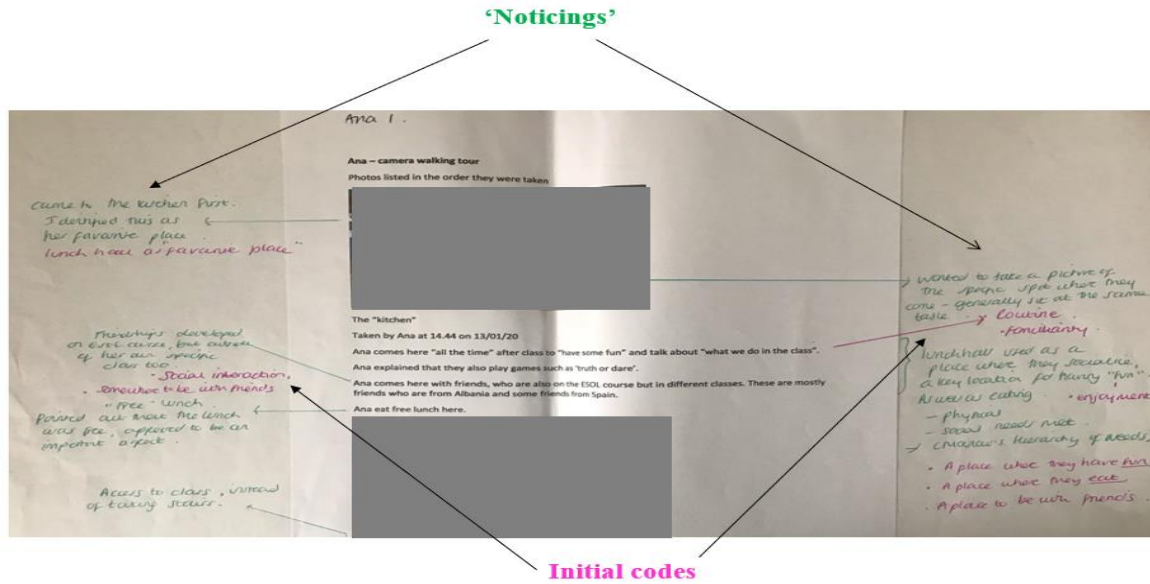 ‘Noticings’
Ana 1.
Ana – camera walking tour
Photos listed in the order they were taken
Came to the kitchen first.
I identified this as
her favourite place.
lunch hall as "favourite place"
wanted to take a picture of
the specific spot where they
come – generally sit at the same
table.
Routine
• Familiarity
The "kitchen"
Taken by Ana at 14.44 on 13/01/20
Ana comes here "all the time" after class to "have some fun" and talk about "what we do in the class".
Ana explained that they also play games such as 'truth or dare'.
Ana comes here with friends, who are also on the ESOL course but in different classes. These are mostly
friends who are from Albania and some friends from Spain.
Ana eat free lunch here.
Friendships developed
on ESOL course, but outside
of her own specific
class too.
• Social interaction,
• Somewhere to be with friends
"Free" lunch
Pointed out that the lunch
was free, appeared to be an
important aspect.
Access to class, instead
of taking stairs.
lunchhall used as a
place where they socialise,
a key location for having "fun".
As well as eating.
• enjoyment
– physical
– social needs met.
Maslow's Hierarchy of Needs
• A place where they have fun
• A place where they eat
• A place to be with friends.
Initial codes